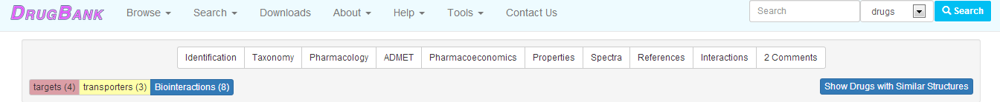 DRUGBANK Browse Search Downloads About Help Tools Contact Us Search drugs Search
Identification Taxonomy Pharmacology ADMET Pharmacoeconomics Properties Spectra References Interactions 2 Comments
targets (4) transporters (3) Biointeractions (8) Show Drugs with Similar Structures